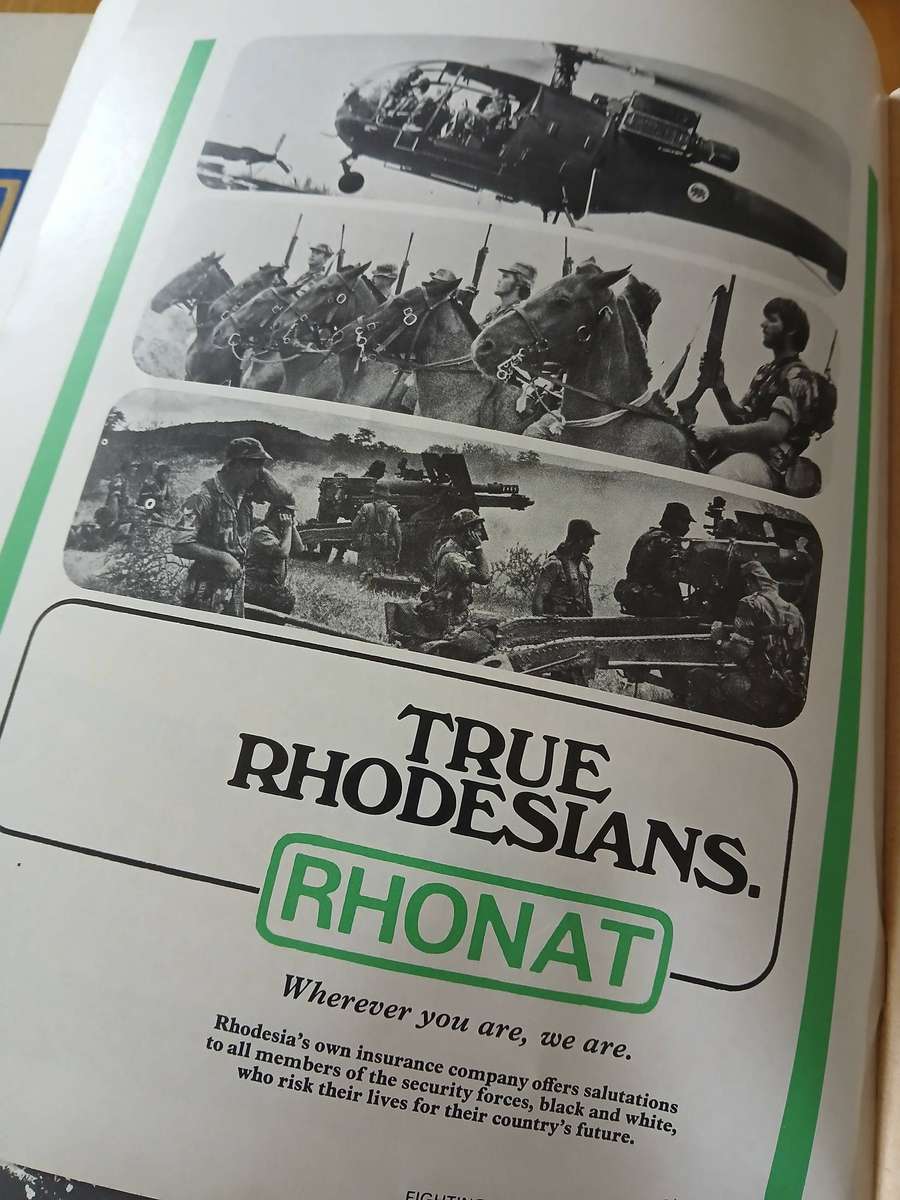 TRUE
RHODESIANS.
RHONAT
Wherever you are, we are.
Rhodesia's own insurance company offers salutations
to all members of the security forces, black and white,
who risk their lives for their country's future.
FIGHTING